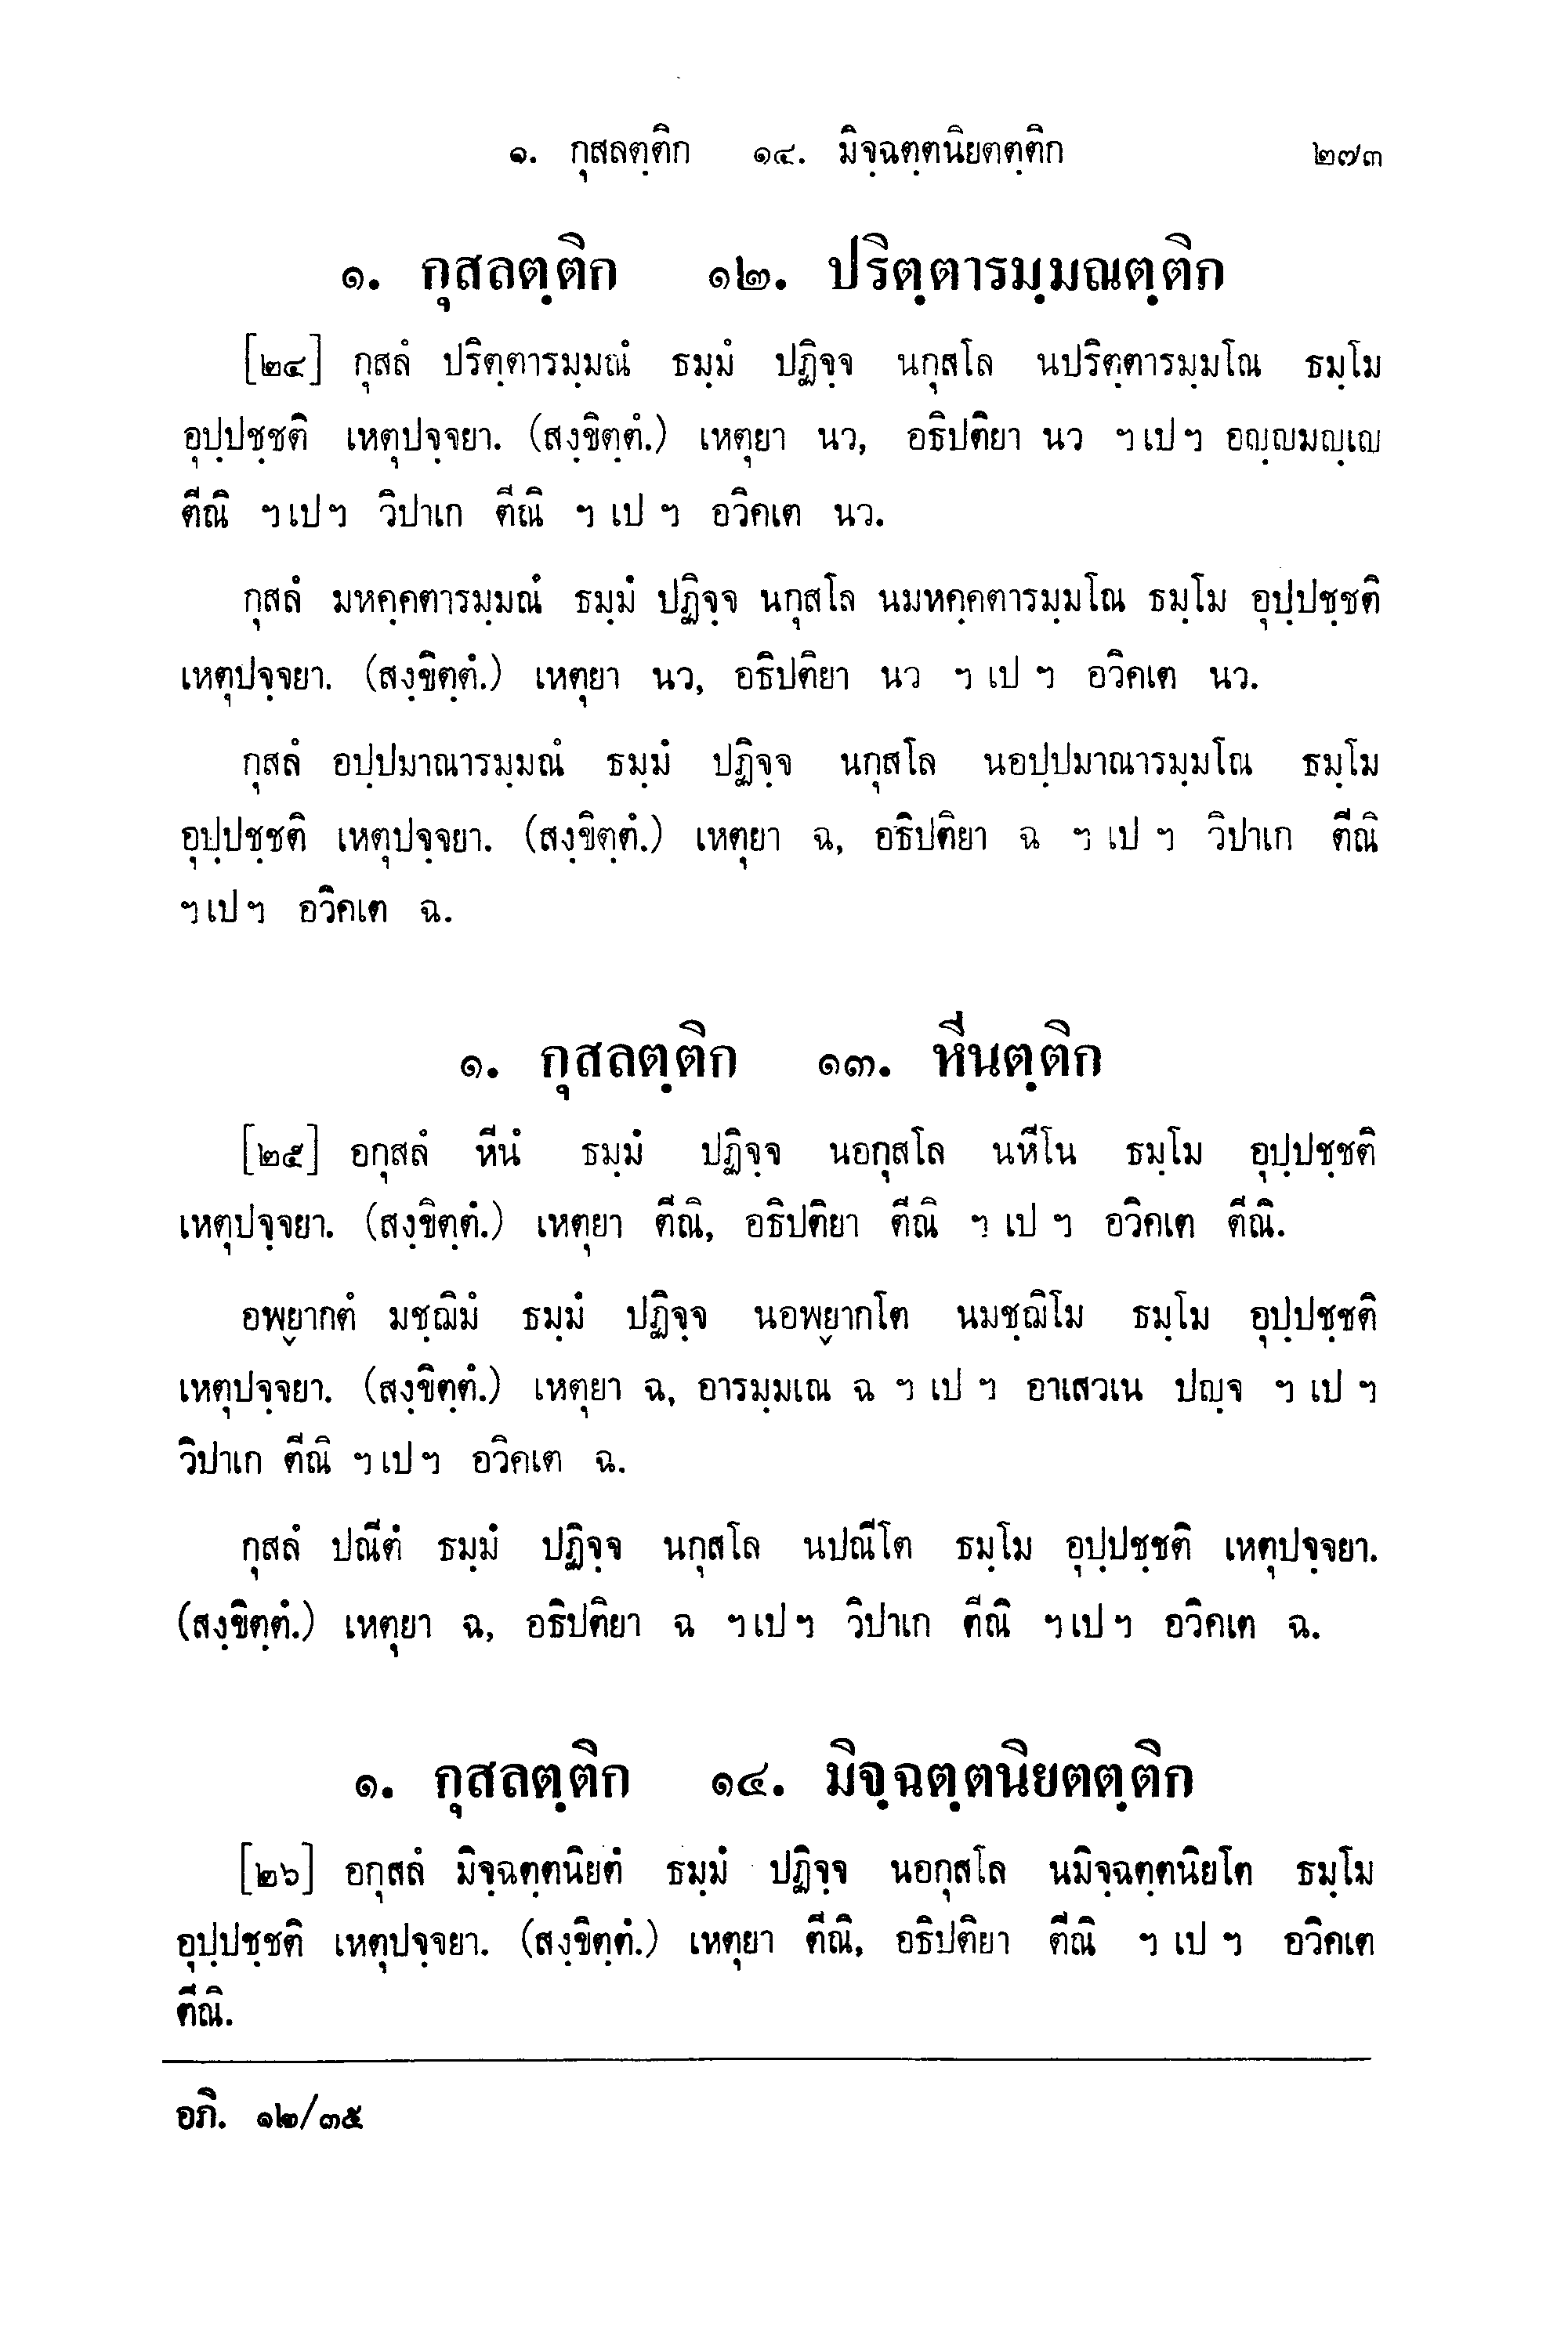 ๑. กุสลตฺติก ๑๔. มิจฺฉตฺตนิยตตฺติก ๒๗๓
๑. กุสลตฺติก ๑๒. ปริตฺตารมฺมณตฺติก
[๒๔] กุสลํ ปริตฺตารมฺมณํ ธมฺมํ ปฏิจฺจ นกุสโล นปริตฺตารมฺมโณ ธมฺโม
อุปฺปชฺชติ เหตุปจฺจยา. (สงฺขิตฺตํ.) เหตุยา นว, อธิปติยา นว ฯ เป ฯ อญฺญมญฺเญ
ตีณิ ฯ เป ฯ วิปาเก ตีณิ ฯ เป ฯ อวิคเต นว.
กุสลํ มหคฺคตารมฺมณํ ธมฺมํ ปฏิจฺจ นกุสโล นมหคฺคตารมฺมโณ ธมฺโม อุปฺปชฺชติ
เหตุปจฺจยา. (สงฺขิตฺตํ.) เหตุยา นว, อธิปติยา นว ฯ เป ฯ อวิคเต นว.
กุสลํ อปฺปมาณารมฺมณํ ธมฺมํ ปฏิจฺจ นกุสโล นอปฺปมาณารมฺมโณ ธมฺโม
อุปฺปชฺชติ เหตุปจฺจยา. (สงฺขิตฺตํ.) เหตุยา ฉ, อธิปติยา ฉ ฯ เป ฯ วิปาเก ตีณิ
ฯ เป ฯ อวิคเต ฉ.
๑. กุสลตฺติก ๑๓. หีนตฺติก
[๒๕] อกุสลํ หีนํ ธมฺมํ ปฏิจฺจ นอกุสโล นหีโน ธมฺโม อุปฺปชฺชติ
เหตุปจฺจยา. (สงฺขิตฺตํ.) เหตุยา ตีณิ, อธิปติยา ตีณิ ฯ เป ฯ อวิคเต ตีณิ.
อพฺยากตํ มชฺฌิมํ ธมฺมํ ปฏิจฺจ นอพฺยากโต นมชฺฌิโม ธมฺโม อุปฺปชฺชติ
เหตุปจฺจยา. (สงฺขิตฺตํ.) เหตุยา ฉ, อารมฺมเณ ฉ ฯ เป ฯ อาเสวเน ปญฺจ ฯ เป ฯ
วิปาเก ตีณิ ฯ เป ฯ อวิคเต ฉ.
กุสลํ ปณีตํ ธมฺมํ ปฏิจฺจ นกุสโล นปณีโต ธมฺโม อุปฺปชฺชติ เหตุปจฺจยา.
(สงฺขิตฺตํ.) เหตุยา ฉ, อธิปติยา ฉ ฯ เป ฯ วิปาเก ตีณิ ฯ เป ฯ อวิคเต ฉ.
๑. กุสลตฺติก ๑๔. มิจฺฉตฺตนิยตตฺติก
[๒๖] อกุสลํ มิจฺฉตฺตนิยตํ ธมฺมํ ปฏิจฺจ นอกุสโล นมิจฺฉตฺตนิยโต ธมฺโม
อุปฺปชฺชติ เหตุปจฺจยา. (สงฺขิตฺตํ.) เหตุยา ตีณิ, อธิปติยา ตีณิ ฯ เป ฯ อวิคเต
ตีณิ.
อภิ. ๑๒/๓๕